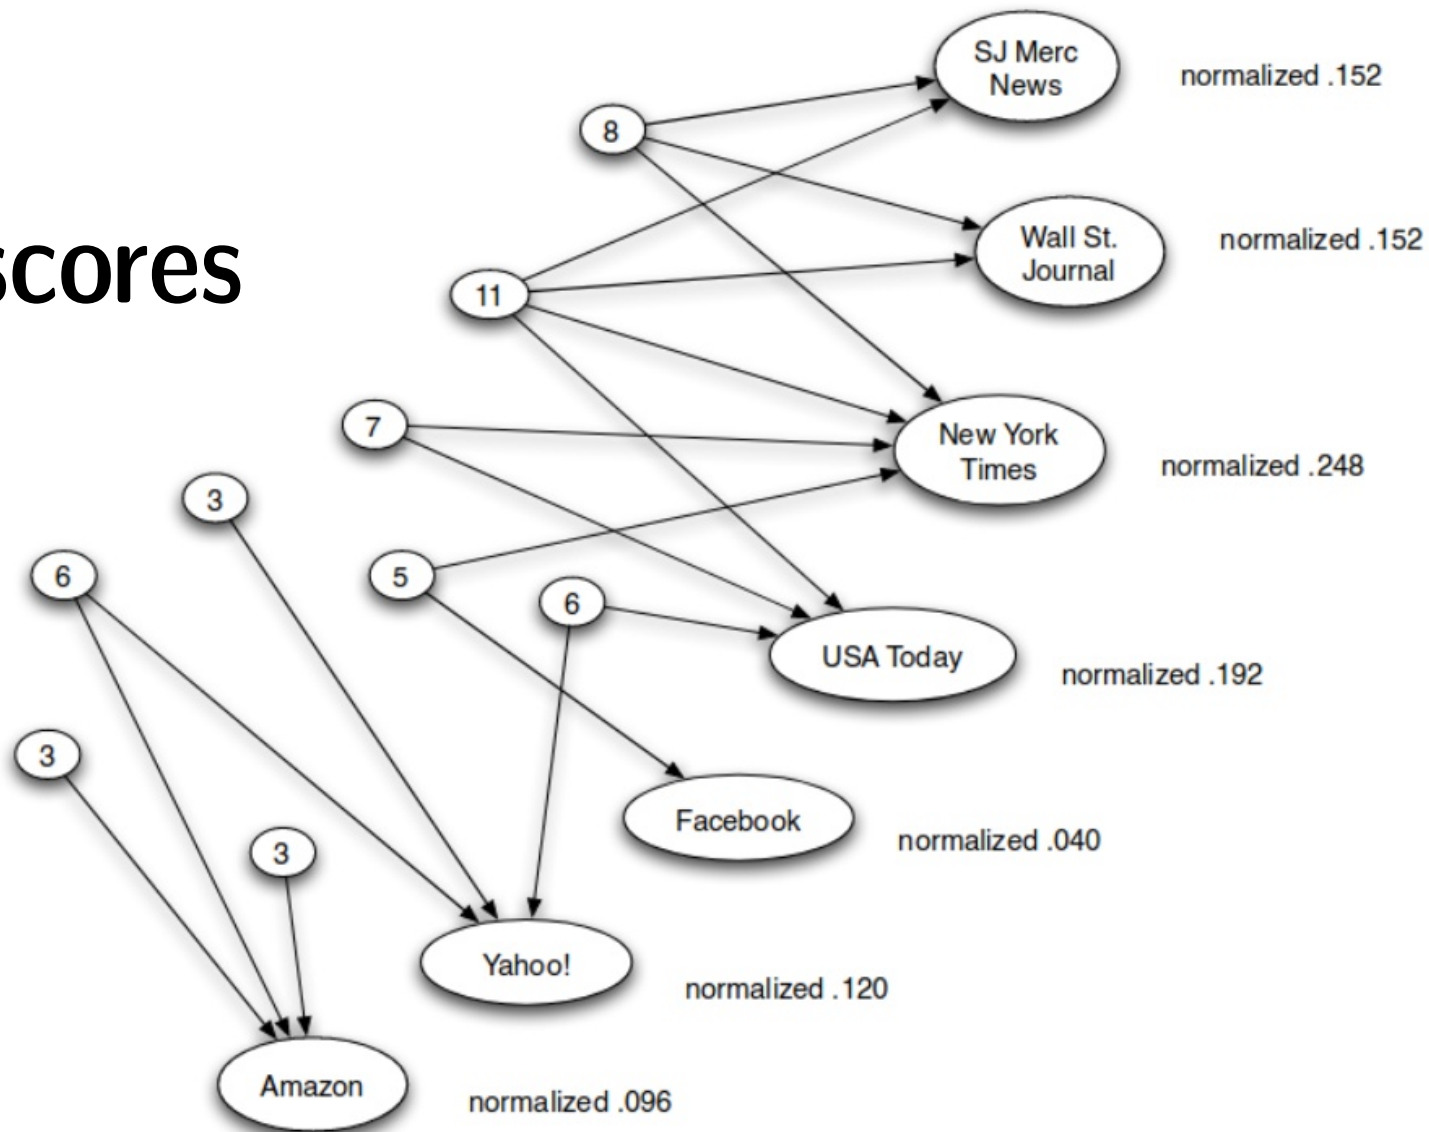 SJ Merc
News
normalized .152
8
Wall St.
Journal
normalized .152
scores
11
7
New York
Times
normalized .248
3
6
5
6
USA Today
normalized .192
3
Facebook
normalized .040
3
Yahoo!
normalized .120
Amazon
normalized .096